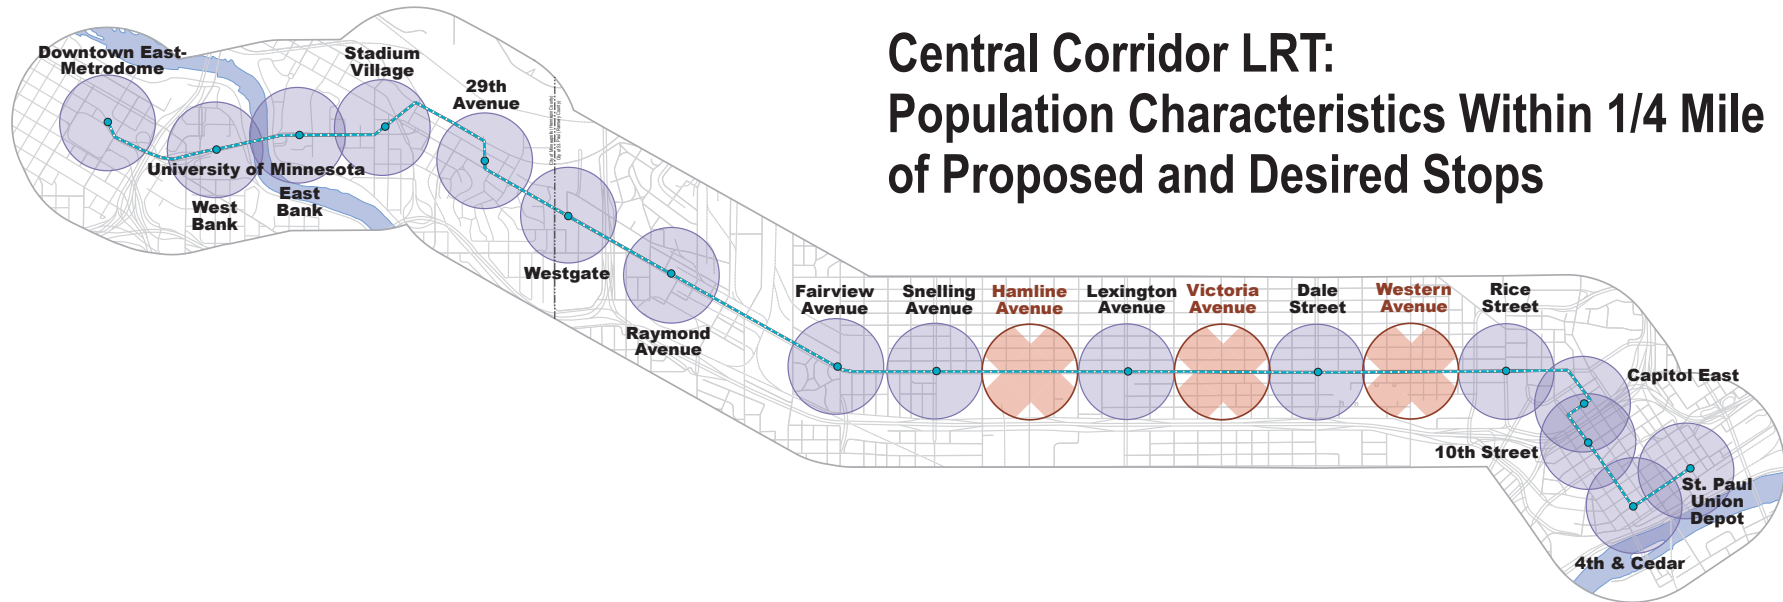 Central Corridor LRT:
Population Characteristics Within 1/4 Mile
of Proposed and Desired Stops
Downtown East-
Metrodome
Stadium
Village
29th
Avenue
University of Minnesota
West
Bank
East
Bank
Westgate
Raymond
Avenue
Fairview
Avenue
Snelling
Avenue
Hamline
Avenue
Lexington
Avenue
Victoria
Avenue
Dale
Street
Western
Avenue
Rice
Street
Capitol East
10th Street
St. Paul
Union
Depot
4th & Cedar